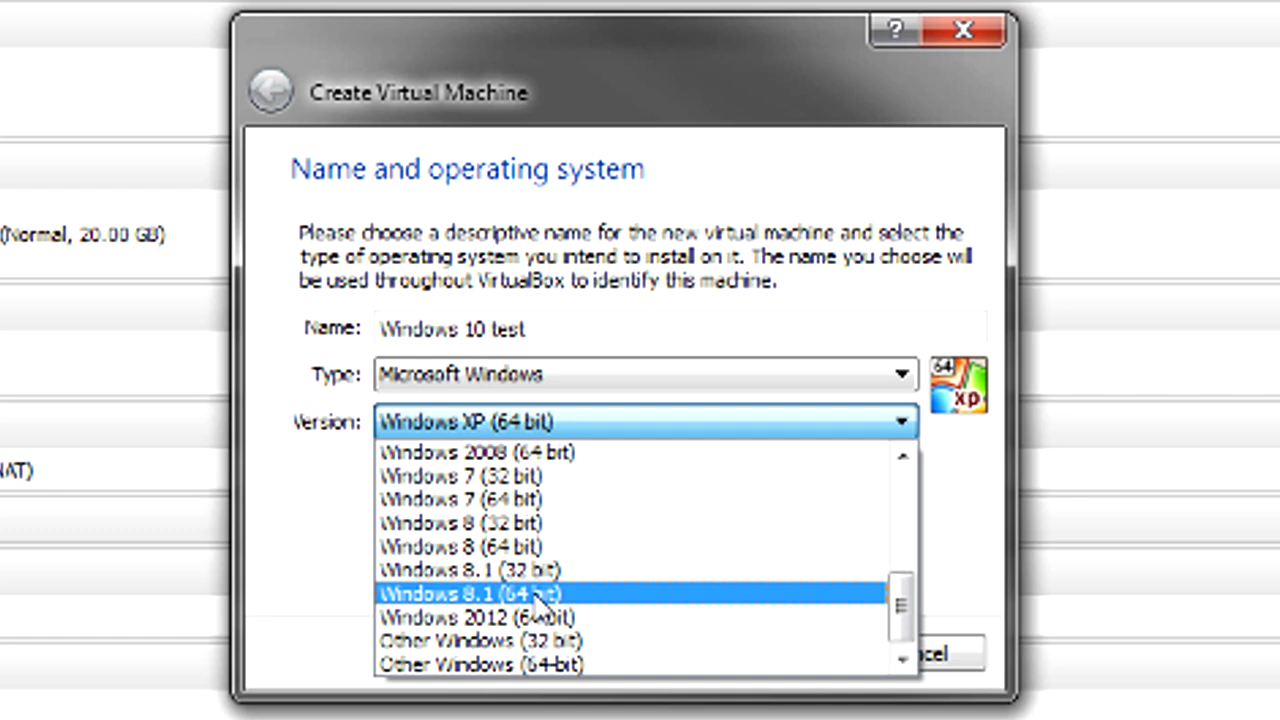 ?
Create Virtual Machine
Name and operating system
(Normal, 20.00 GB)
Please choose a descriptive name for the new virtual machine and select the
type of operating system you intend to install on it. The name you choose will
be used throughout VirtualBox to identify this machine.
Name: Windows 10 test
Type: Microsoft Windows
64
xp
Version: Windows XP (64 bit)
Windows 2008 (64 bit)
NAT)
Windows 7 (32 bit)
Windows 7 (64 bit)
Windows 8 (32 bit)
Windows 8 (64 bit)
Windows 8.1 (32 bit)
Windows 8.1 (64 bit)
Windows 2012 (64 bit)
Other Windows (32 bit)
Other Windows (64-bit)
cel